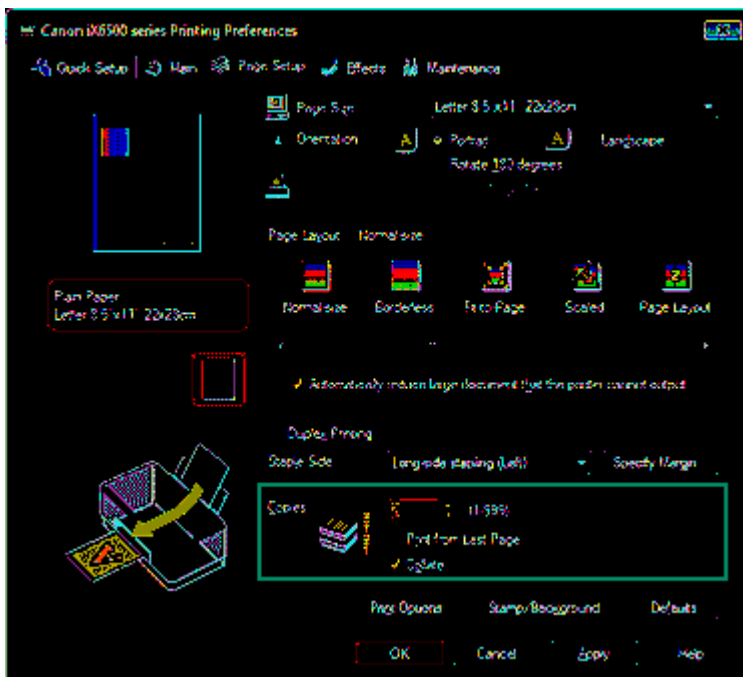 Canon iX6500 series Printing Preferences
Quick Setup Main Page Setup Effects Maintenance
Page Size Letter 8.5"x11" 22x28cm
Orientation A Portrait A Landscape
Rotate 180 degrees
Page Layout Normal-size
Normal-size Borderless Fit-to-Page Scaled Page Layout
Plain Paper
Letter 8.5"x11" 22x28cm
Automatically reduce large document that the printer cannot output
Duplex Printing
Staple Side Long-side stapling (Left) Specify Margin
Copies (1-999)
Print from Last Page
Collate
Print Options Stamp/Background Defaults
OK Cancel Apply Help